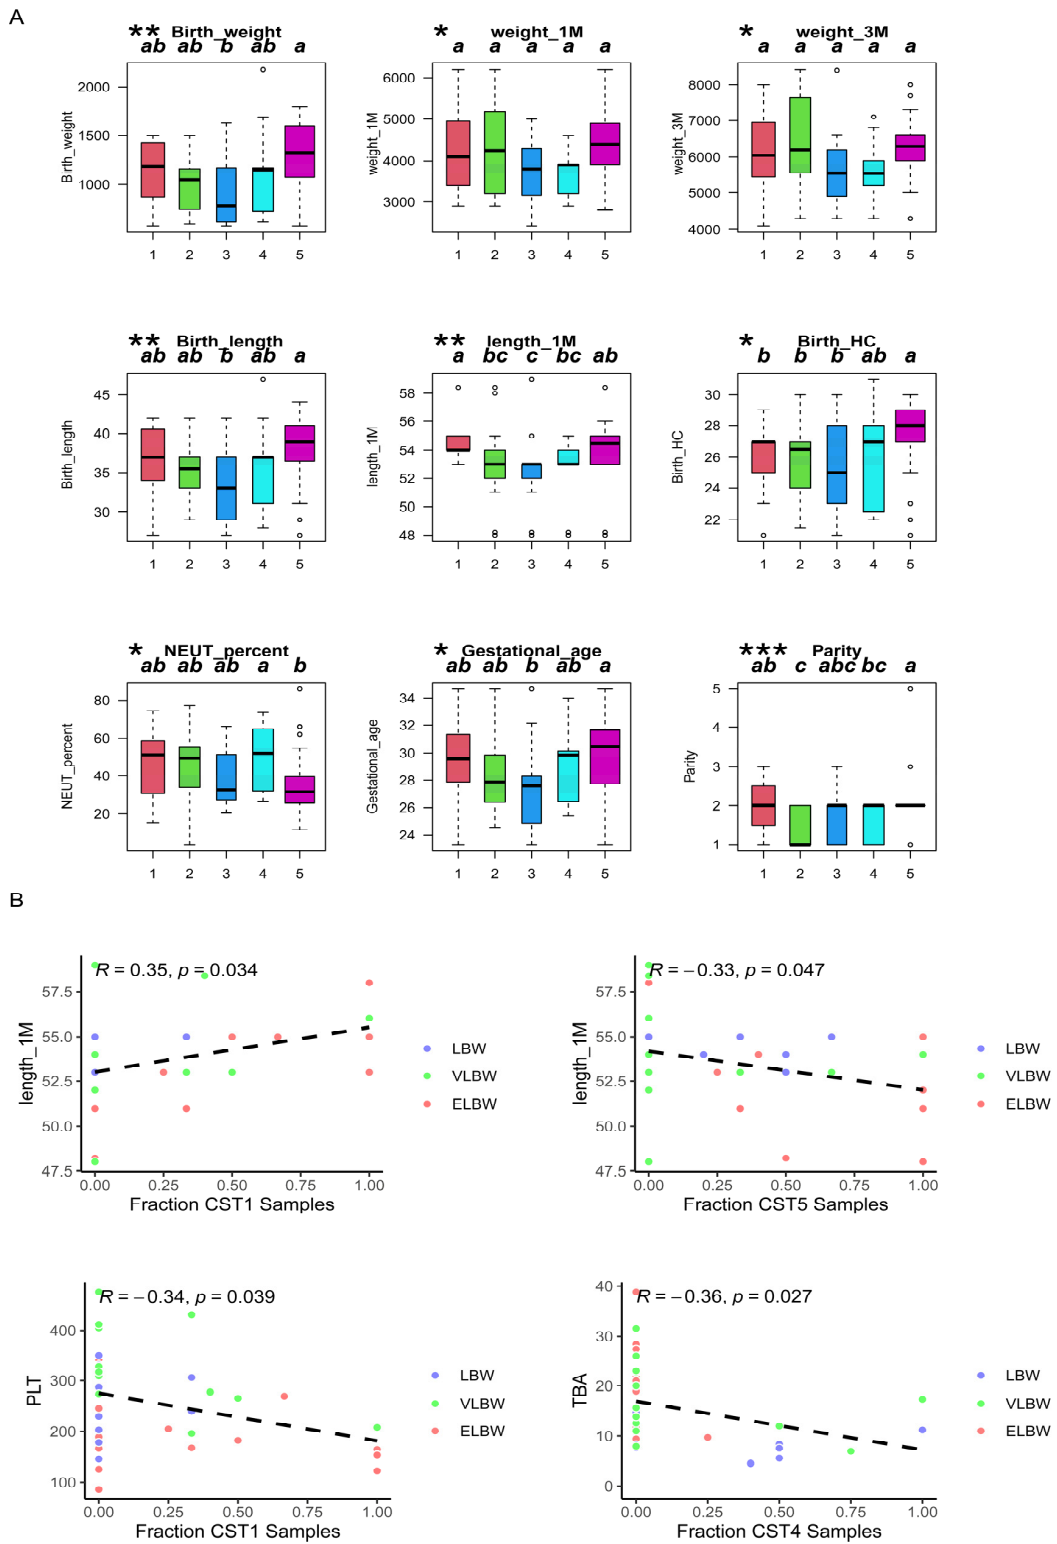 A
** Birth_weight
ab ab b ab a
Birth_weight
2000
1500
1000
1 2 3 4 5
* weight_1M
a a a a a
weight_1M
6000
5000
4000
3000
1 2 3 4 5
* weight_3M
a a a a a
weight_3M
8000
7000
6000
5000
4000
1 2 3 4 5
** Birth_length
ab ab b ab a
Birth_length
45
40
35
30
1 2 3 4 5
** length_1M
a bc c bc ab
length_1M
58
56
54
52
50
48
1 2 3 4 5
* Birth_HC
b b b ab a
Birth_HC
30
28
26
24
22
1 2 3 4 5
* NEUT_percent
ab ab ab a b
NEUT_percent
80
60
40
20
1 2 3 4 5
* Gestational_age
ab ab b ab a
Gestational_age
34
32
30
28
26
24
1 2 3 4 5
*** Parity
ab c abc bc a
Parity
5
4
3
2
1
1 2 3 4 5
B
R = 0.35, p = 0.034
length_1M
57.5
55.0
52.5
50.0
47.5
0.00 0.25 0.50 0.75 1.00
Fraction CST1 Samples
LBW
VLBW
ELBW
R = −0.33, p = 0.047
length_1M
57.5
55.0
52.5
50.0
47.5
0.00 0.25 0.50 0.75 1.00
Fraction CST5 Samples
LBW
VLBW
ELBW
R = −0.34, p = 0.039
PLT
400
300
200
100
0.00 0.25 0.50 0.75 1.00
Fraction CST1 Samples
LBW
VLBW
ELBW
R = −0.36, p = 0.027
TBA
40
30
20
10
0
0.00 0.25 0.50 0.75 1.00
Fraction CST4 Samples
LBW
VLBW
ELBW